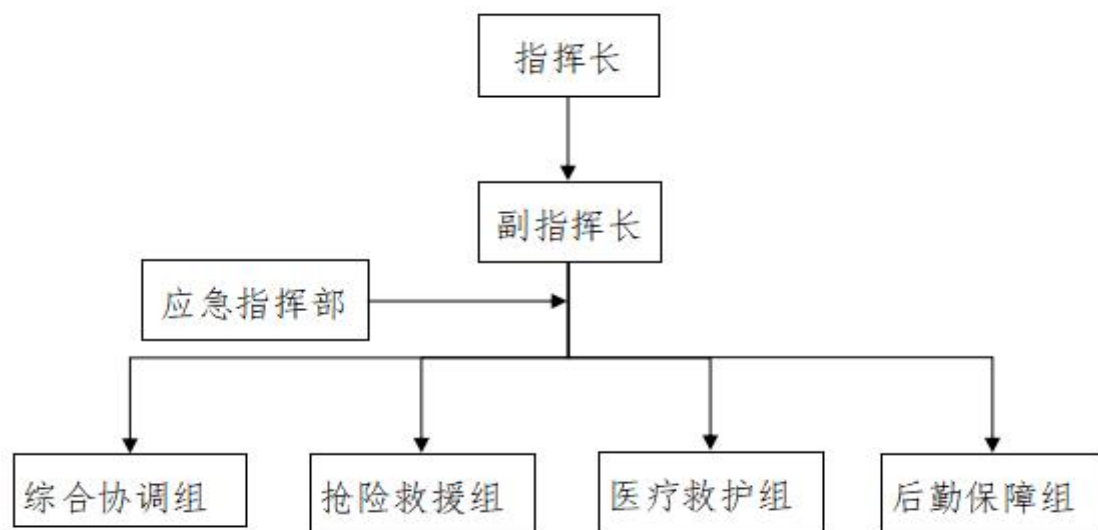 指挥长
副指挥长
应急指挥部
综合协调组
抢险救援组
医疗救护组
后勤保障组